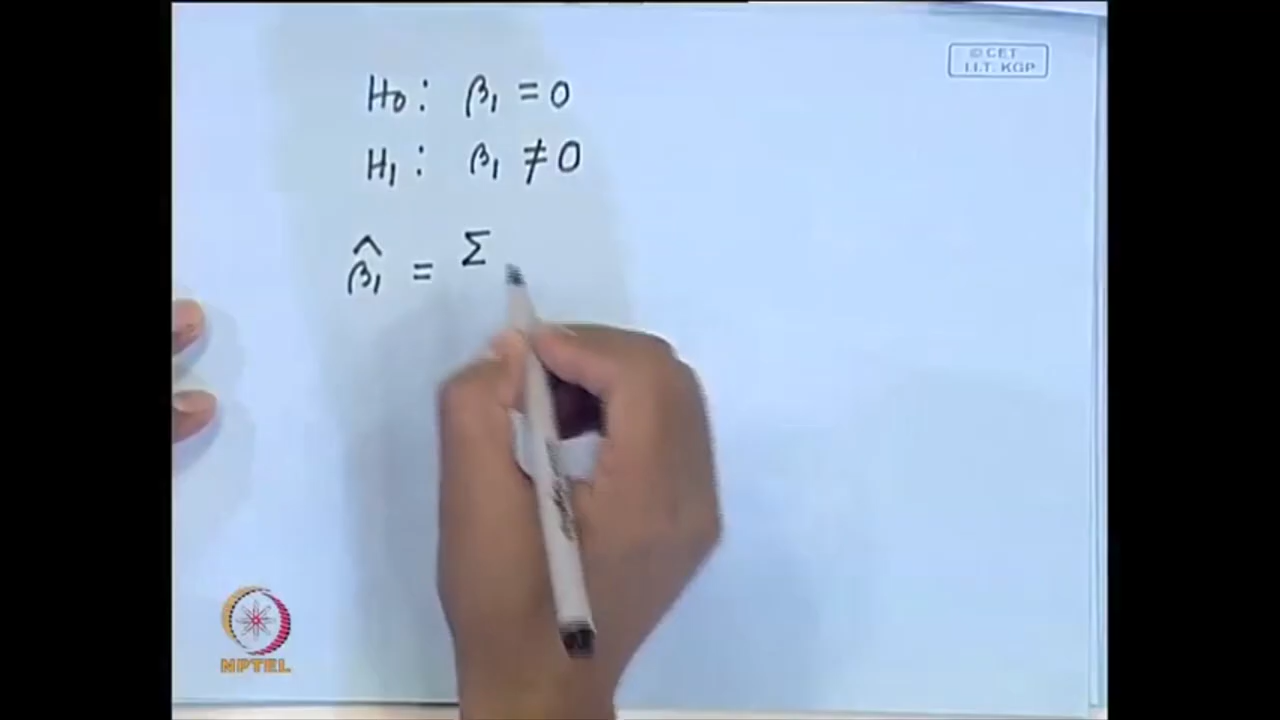 © CET
I.I.T. KGP
H0 : β1 = 0
H1 : β1 ≠ 0
β̂1 = Σ
NPTEL